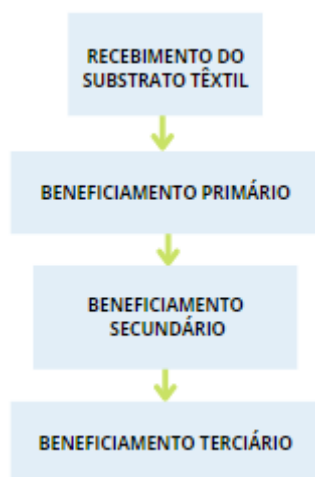 RECEBIMENTO DO
SUBSTRATO TÊXTIL
BENEFICIAMENTO PRIMÁRIO
BENEFICIAMENTO
SECUNDÁRIO
BENEFICIAMENTO TERCIÁRIO